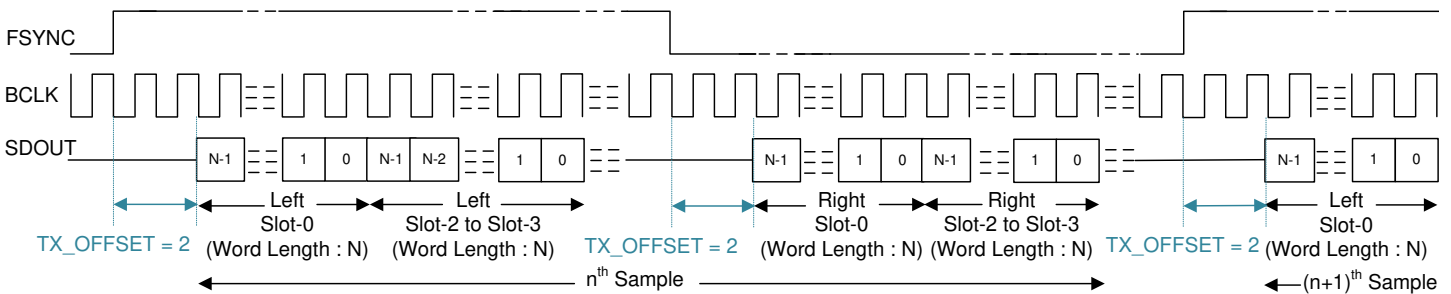 FSYNC
BCLK
SDOUT
N-1 1 0 N-1 N-2 1 0 N-1 1 0 N-1 1 0 N-1 1 0
Left Left Right Right Left
Slot-0 Slot-2 to Slot-3 Slot-0 Slot-2 to Slot-3 Slot-0
TX_OFFSET = 2 (Word Length : N) (Word Length : N) TX_OFFSET = 2 (Word Length : N) (Word Length : N) TX_OFFSET = 2 (Word Length : N)
nth Sample (n+1)th Sample